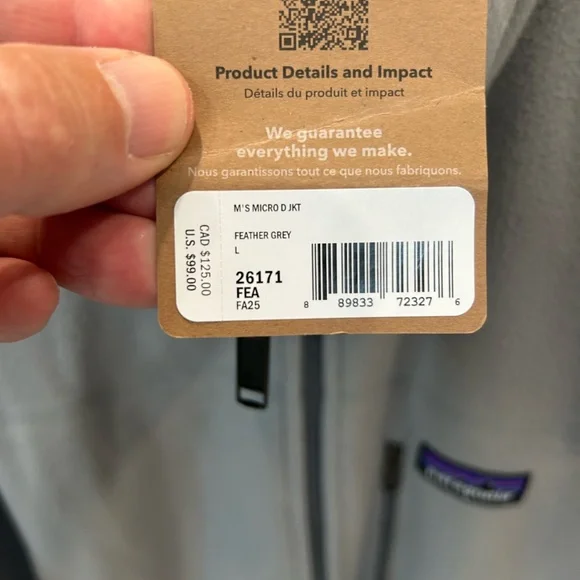 Product Details and Impact
Détails du produit et impact
We guarantee
everything we make.
Nous garantissons tout ce que nous fabriquons.
CAD $125.00
U.S. $99.00
M'S MICRO D JKT
FEATHER GREY
L
26171
FEA
FA25
8 89833 72327 6
patagonia